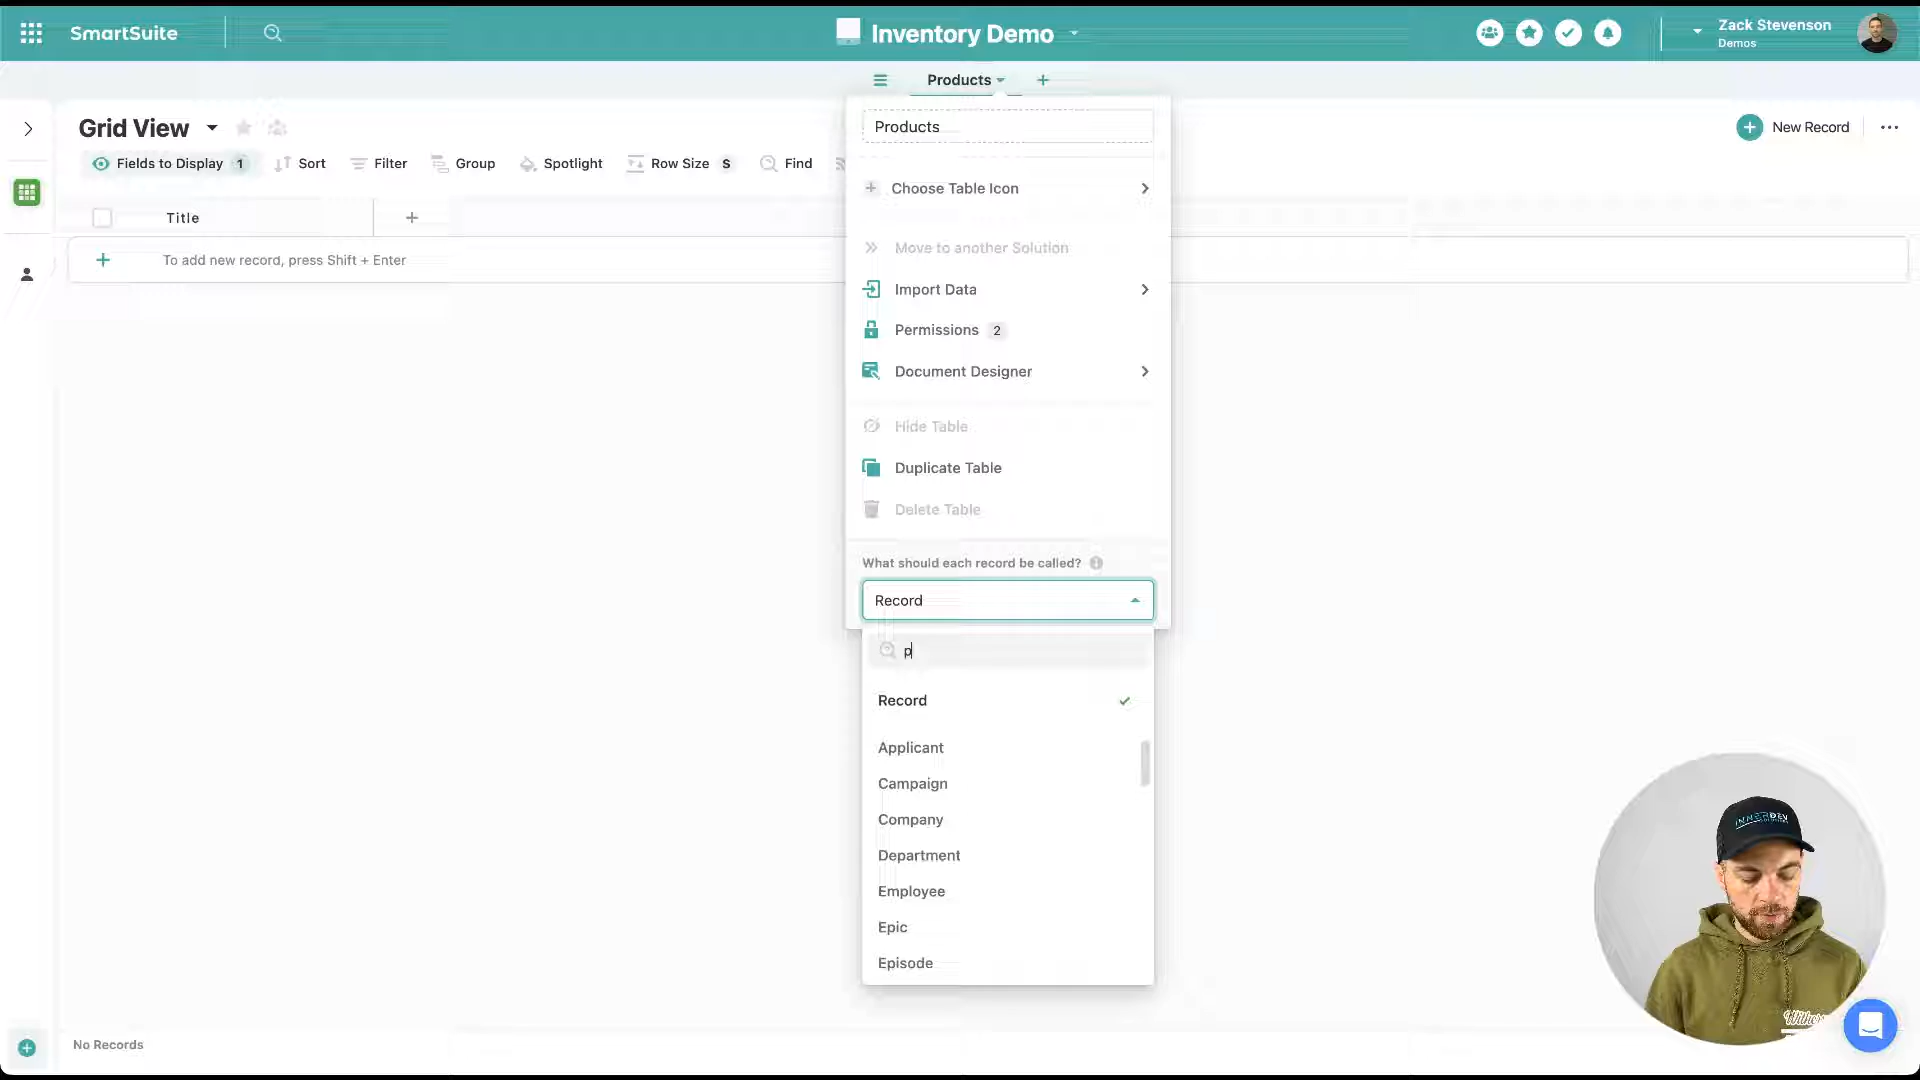 SmartSuite
Inventory Demo
Zack Stevenson
Demos
Products
Grid View
Products
New Record
Fields to Display 1
Sort
Filter
Group
Spotlight
Row Size S
Find
Choose Table Icon
Title
Move to another Solution
To add new record, press Shift + Enter
Import Data
Permissions 2
Document Designer
Hide Table
Duplicate Table
Delete Table
What should each record be called?
Record
p
Record
Applicant
Campaign
Company
Department
Employee
Epic
Episode
INNERDEV
No Records